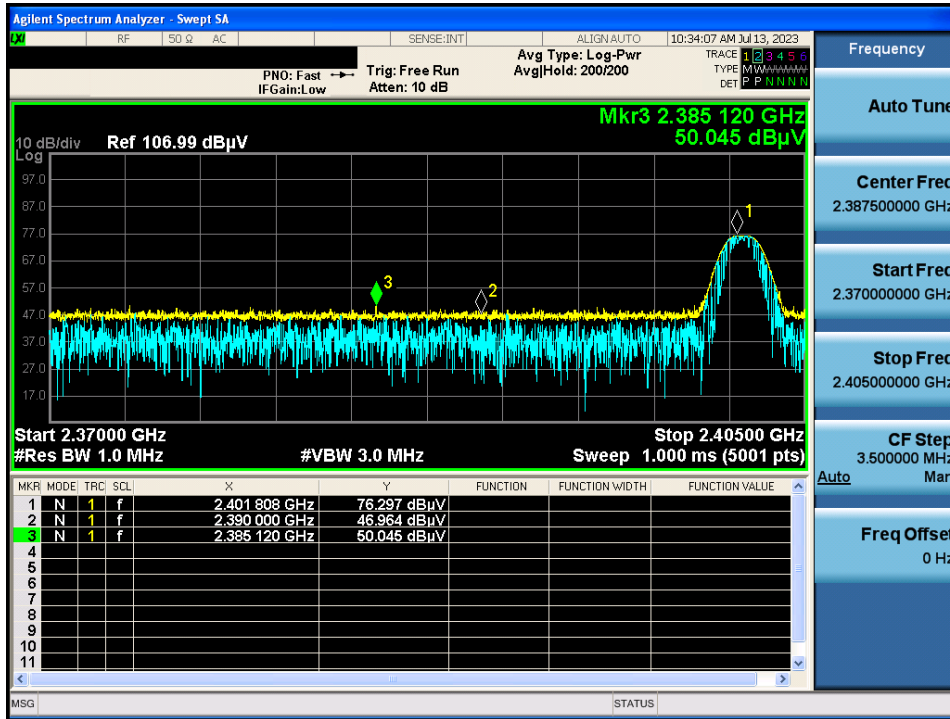 Agilent Spectrum Analyzer - Swept SA
LXI RF 50 Ω AC SENSE:INT ALIGN AUTO 10:34:07 AM Jul 13, 2023
PNO: Fast Trig: Free Run Avg Type: Log-Pwr TRACE 1 2 3 4 5 6
IFGain:Low Atten: 10 dB Avg|Hold: 200/200 TYPE M WWWWW
DET P P N N N N
Mkr3 2.385 120 GHz
50.045 dBµV
10 dB/div Ref 106.99 dBµV
Log
97.0
87.0
77.0
67.0
57.0
47.0
37.0
27.0
17.0
1
2
3
Start 2.37000 GHz Stop 2.40500 GHz
#Res BW 1.0 MHz #VBW 3.0 MHz Sweep 1.000 ms (5001 pts)
MKR MODE TRC SCL X Y FUNCTION FUNCTION WIDTH FUNCTION VALUE
1 N 1 f 2.401 808 GHz 76.297 dBµV
2 N 1 f 2.390 000 GHz 46.964 dBµV
3 N 1 f 2.385 120 GHz 50.045 dBµV
4
5
6
7
8
9
10
11
MSG STATUS
Frequency
Auto Tune
Center Freq
2.387500000 GHz
Start Freq
2.370000000 GHz
Stop Freq
2.405000000 GHz
CF Step
3.500000 MHz
Auto Man
Freq Offset
0 Hz